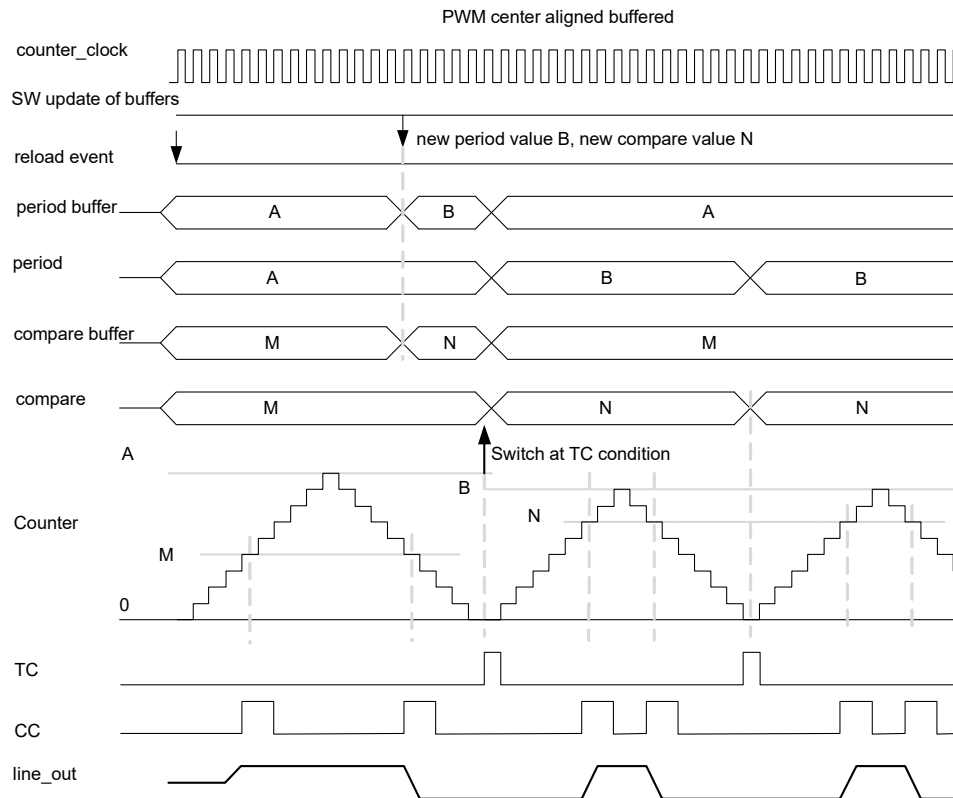 PWM center aligned buffered
counter_clock
SW update of buffers
new period value B, new compare value N
reload event
period buffer
A
B
A
period
A
B
B
compare buffer
M
N
M
compare
M
N
N
A
Switch at TC condition
B
N
Counter
M
0
TC
CC
line_out